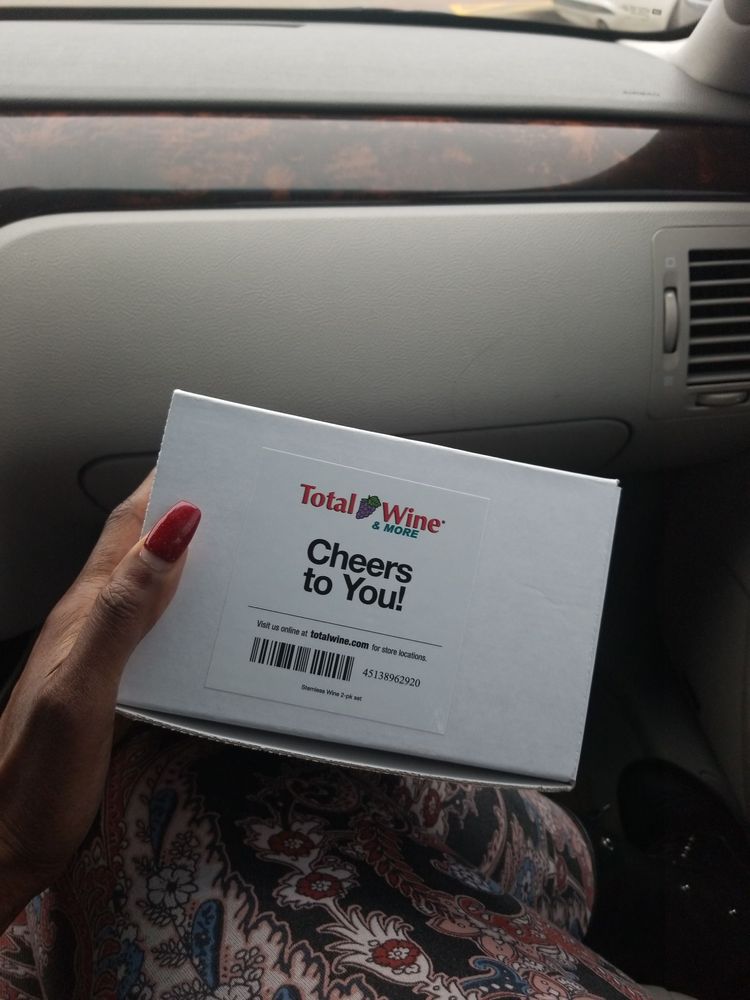 AIRBAG
Total Wine
& MORE
Cheers
to You!
Visit us online at totalwine.com for store locations.
45138962920
Stemless Wine 2-pk set